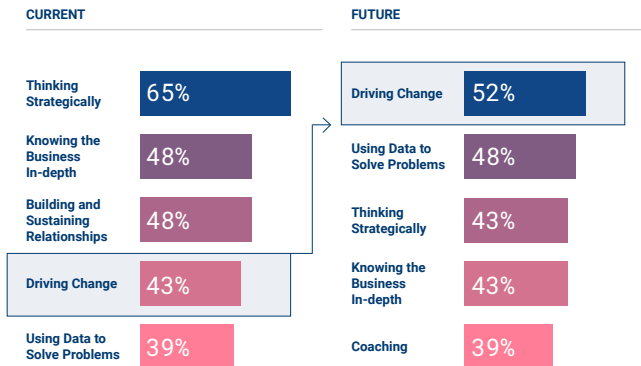 CURRENT
Thinking
Strategically
65%
Knowing the
Business
In-depth
48%
Building and
Sustaining
Relationships
48%
Driving Change
43%
Using Data to
Solve Problems
39%
FUTURE
Driving Change
52%
Using Data to
Solve Problems
48%
Thinking
Strategically
43%
Knowing the
Business
In-depth
43%
Coaching
39%